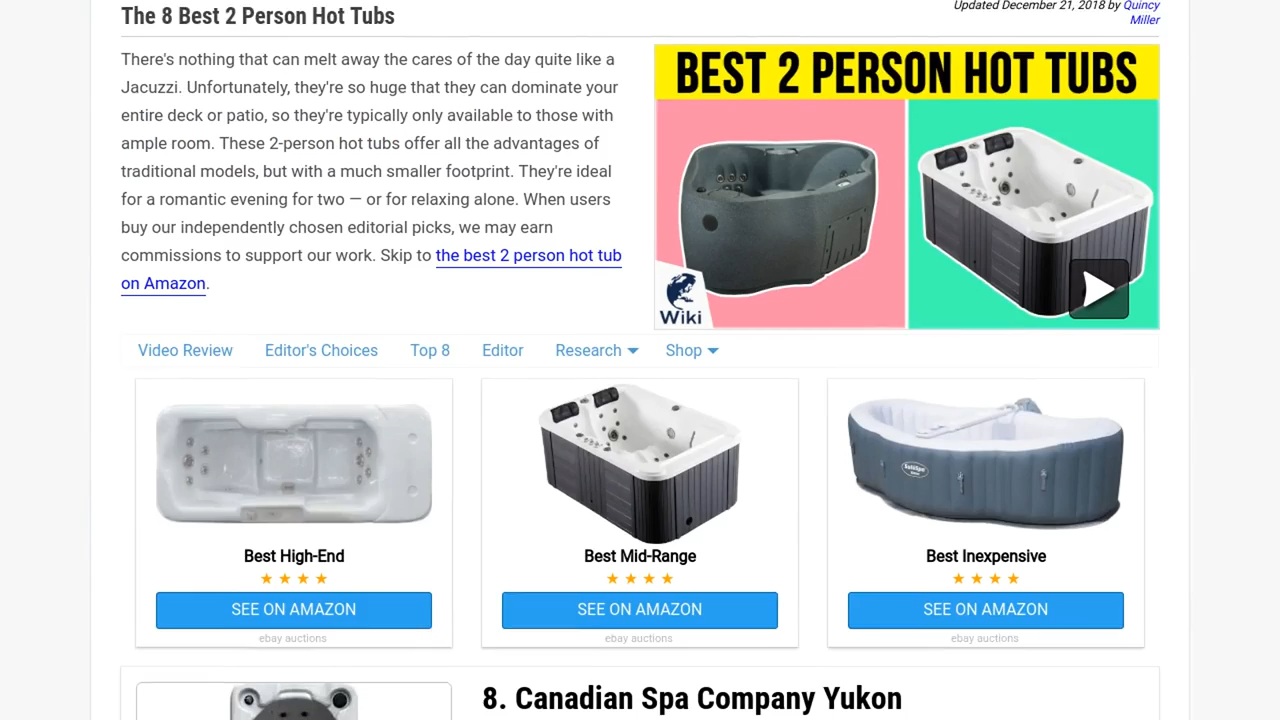 The 8 Best 2 Person Hot Tubs
Updated December 21, 2018 by Quincy
Miller
There's nothing that can melt away the cares of the day quite like a
Jacuzzi. Unfortunately, they're so huge that they can dominate your
entire deck or patio, so they're typically only available to those with
ample room. These 2-person hot tubs offer all the advantages of
traditional models, but with a much smaller footprint. They're ideal
for a romantic evening for two — or for relaxing alone. When users
buy our independently chosen editorial picks, we may earn
commissions to support our work. Skip to the best 2 person hot tub
on Amazon.
BEST 2 PERSON HOT TUBS
Wiki
Video Review Editor's Choices Top 8 Editor Research Shop
Best High-End
SEE ON AMAZON
ebay auctions
Best Mid-Range
SEE ON AMAZON
ebay auctions
Best Inexpensive
SEE ON AMAZON
ebay auctions
8. Canadian Spa Company Yukon